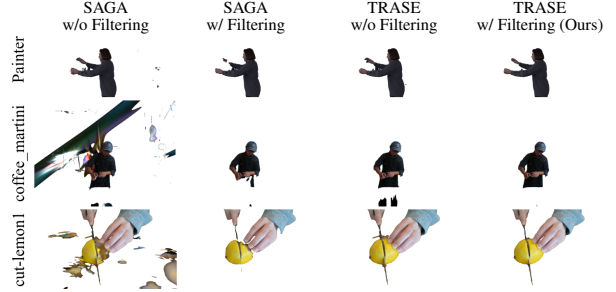 SAGA
w/o Filtering
SAGA
w/ Filtering
TRASE
w/o Filtering
TRASE
w/ Filtering (Ours)
Painter
coffee_martini
cut-lemon1